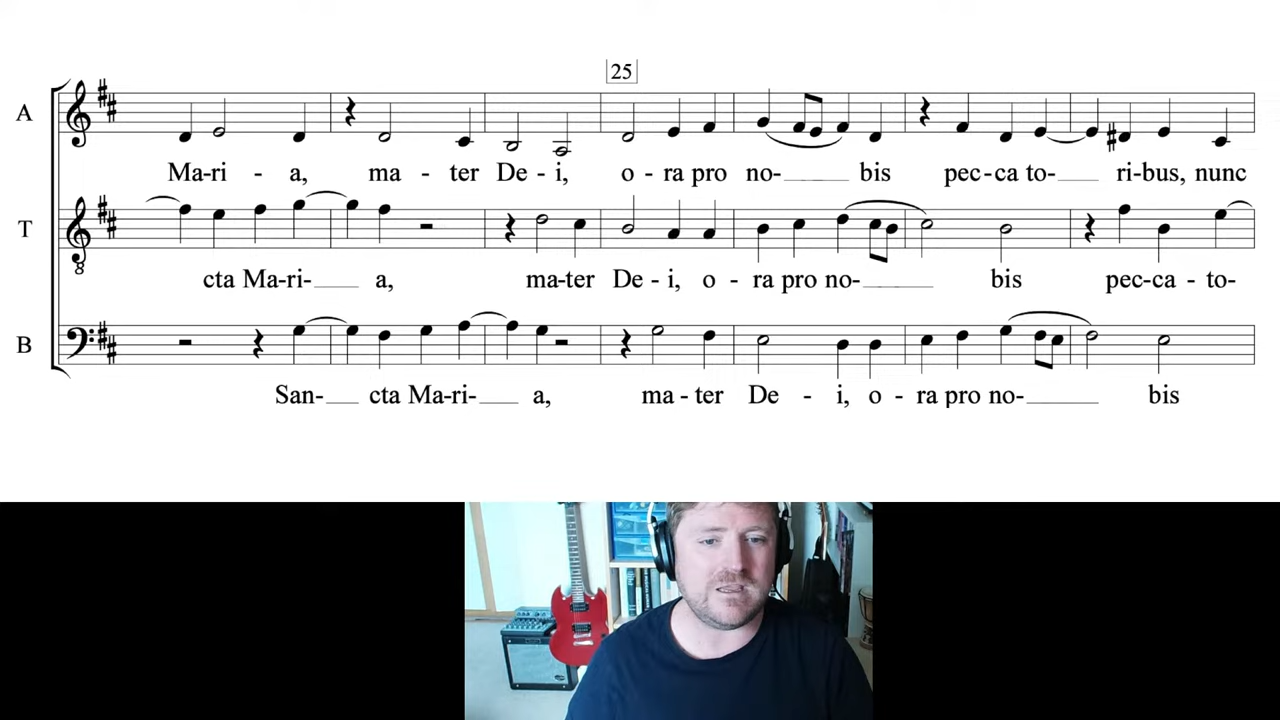 25
A
Ma-ri - a, ma - ter De - i, o - ra pro no- bis pec-ca to- ri-bus, nunc
T
cta Ma-ri- a, ma-ter De - i, o - ra pro no- bis pec-ca - to-
8
B
San- cta Ma-ri- a, ma - ter De - i, o - ra pro no- bis